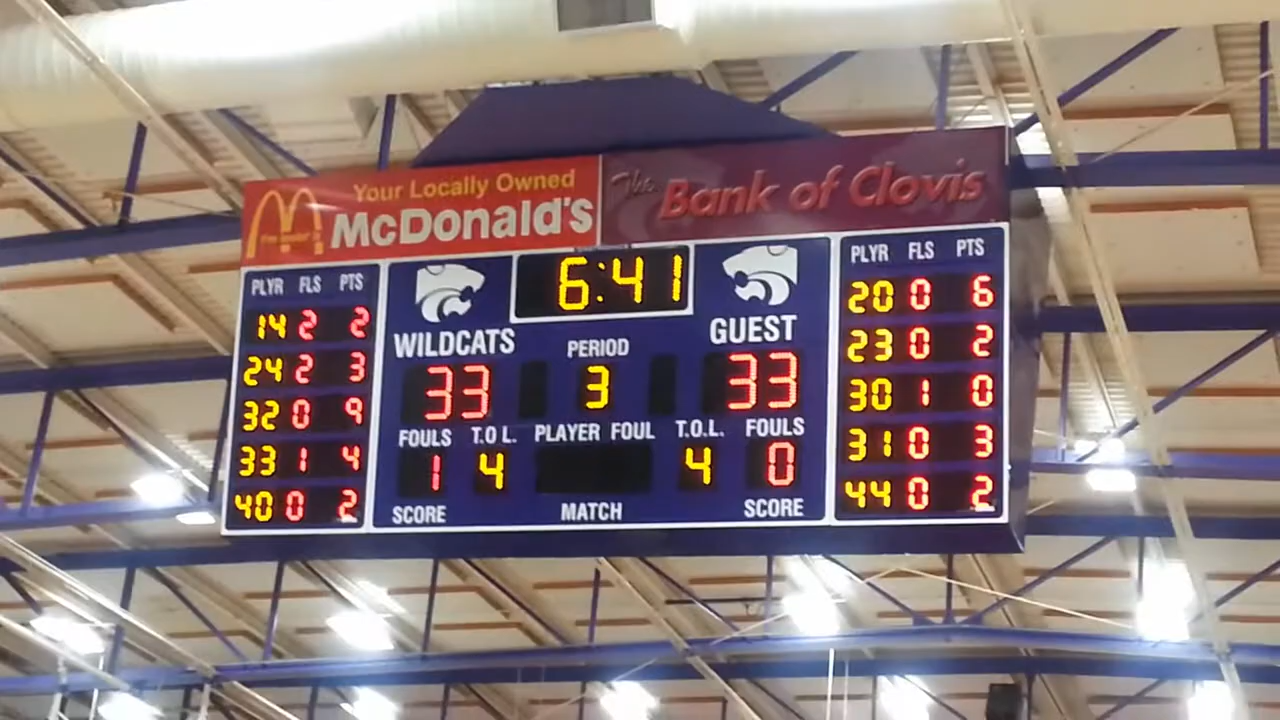 Your Locally Owned
McDonald's
The Bank of Clovis
PLYR FLS PTS
14 2 2
24 2 3
32 0 9
33 1 4
40 0 2
6:41
WILDCATS
GUEST
PERIOD
33
3
33
FOULS T.O.L. PLAYER FOUL T.O.L. FOULS
1 4 4 0
SCORE MATCH SCORE
PLYR FLS PTS
20 0 6
23 0 2
30 1 0
31 0 3
44 0 2